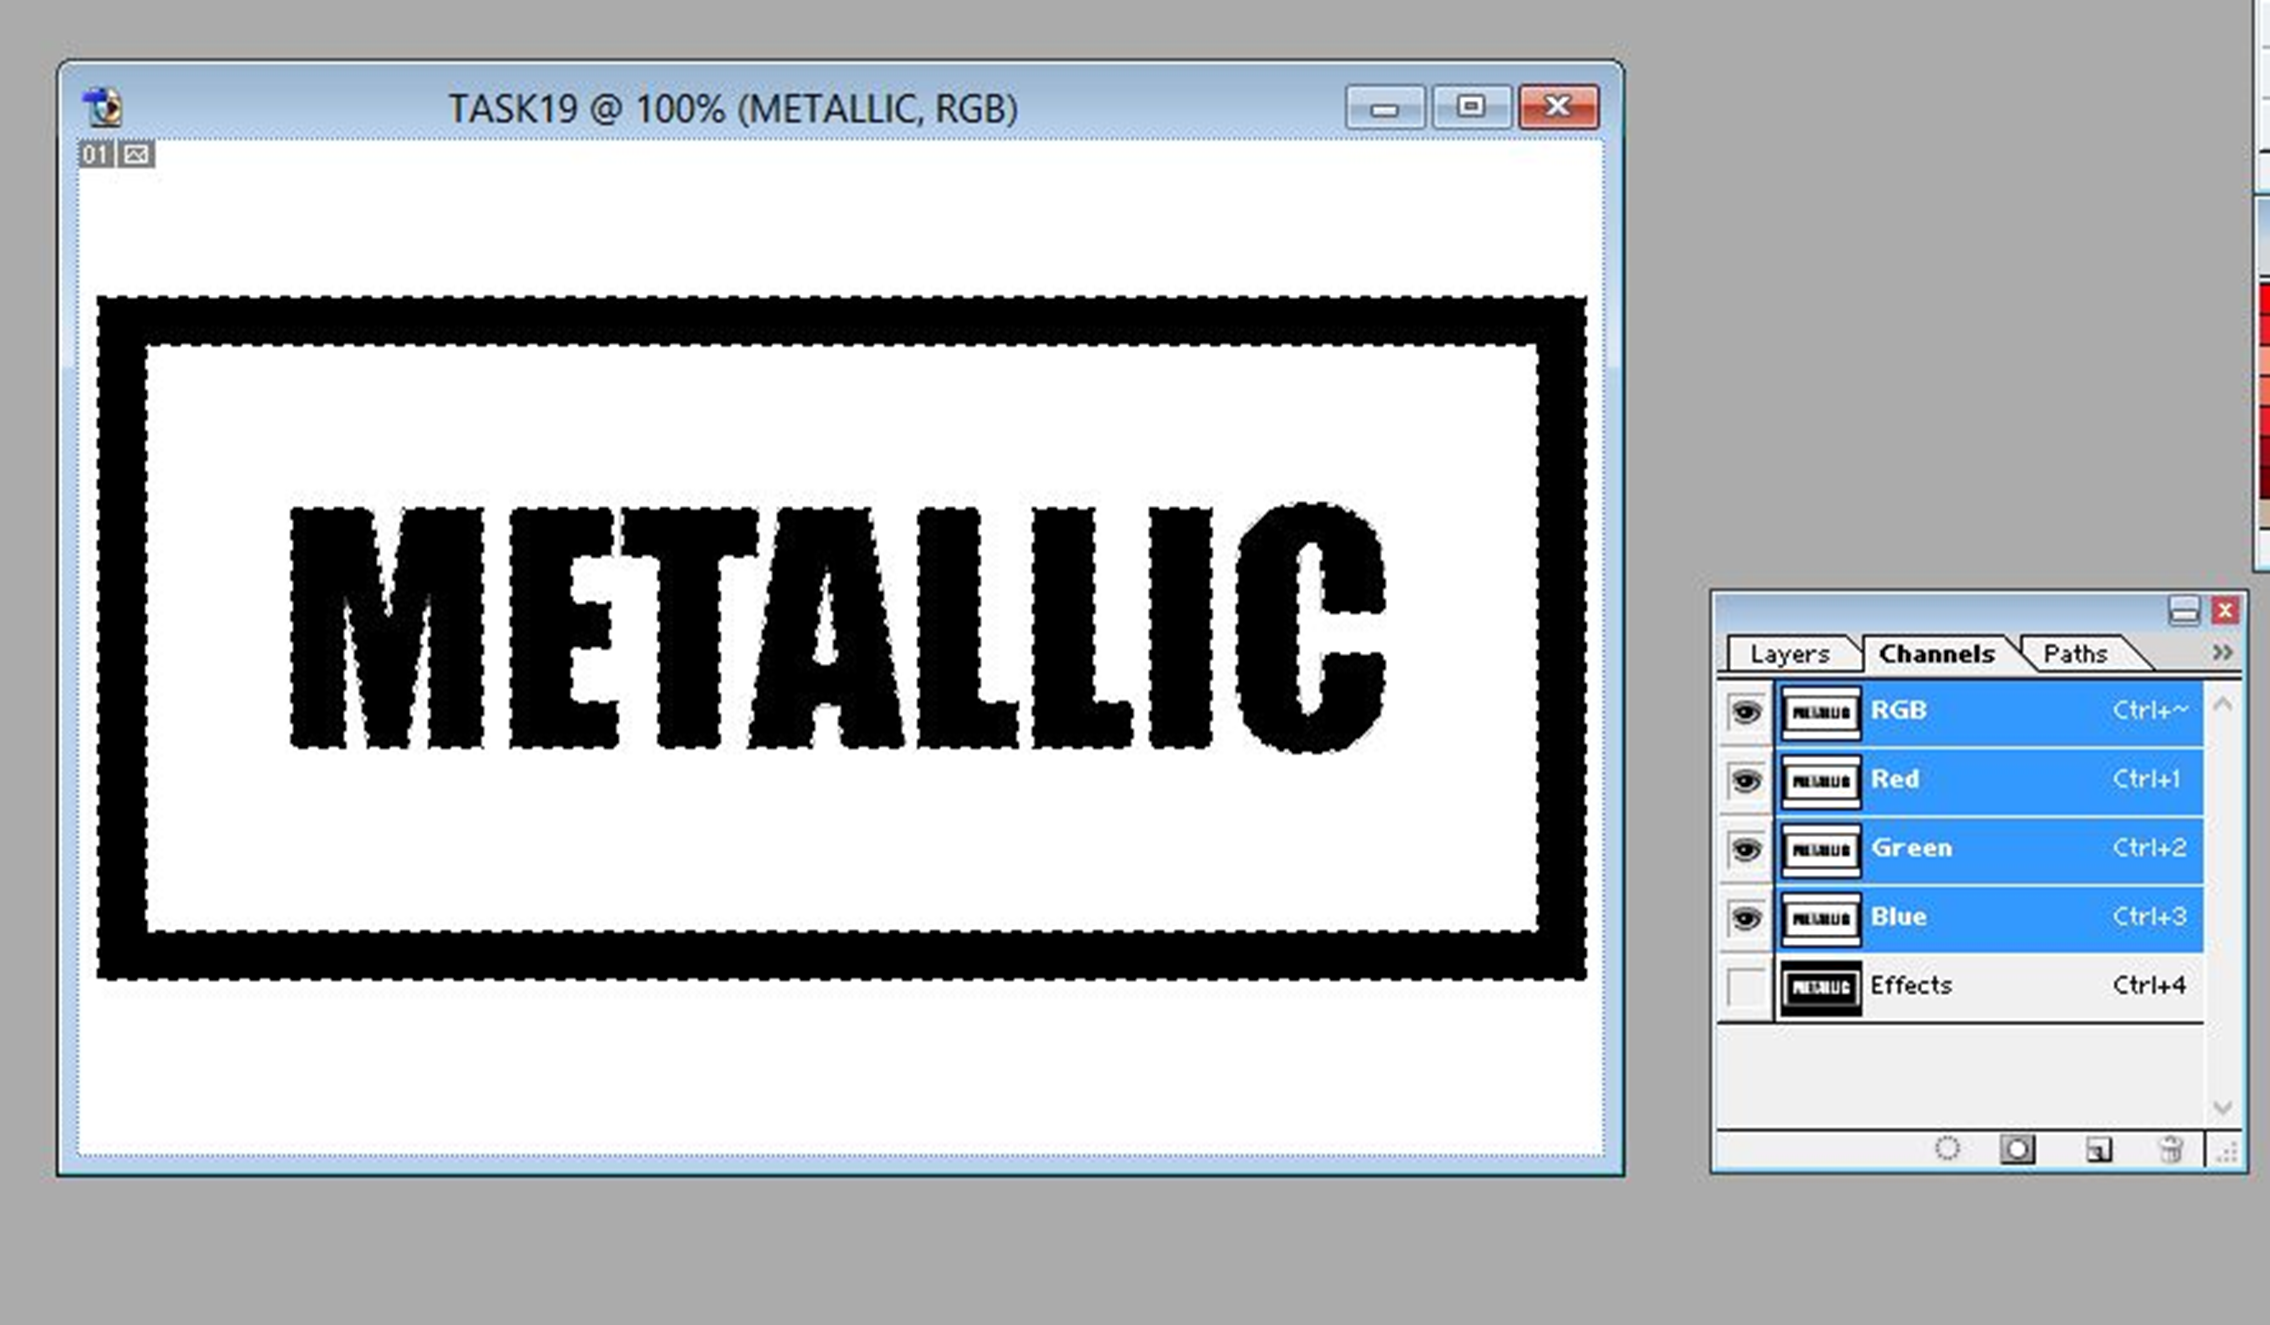 TASK19 @ 100% (METALLIC, RGB)
01
METALLIC
Layers Channels Paths
RGB Ctrl+~
Red Ctrl+1
Green Ctrl+2
Blue Ctrl+3
Effects Ctrl+4